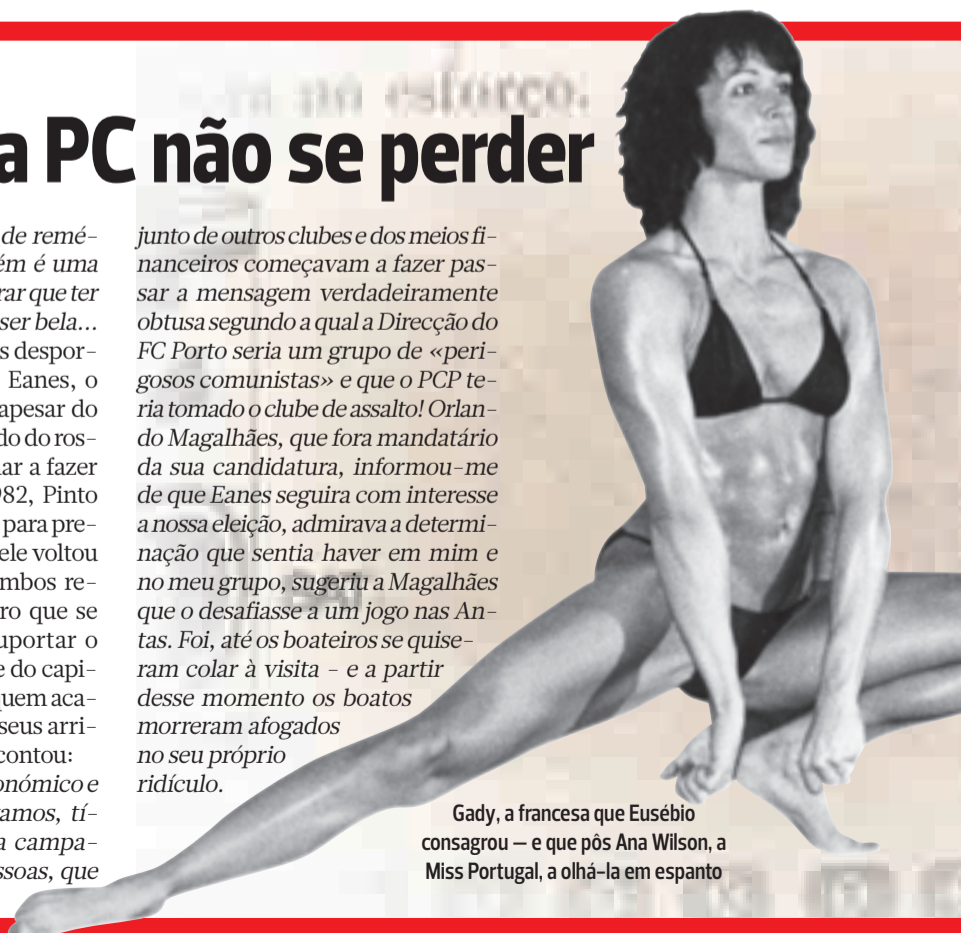 a PC não se perder
de remé-
ém é uma
rar que ter
ser bela...
s despor-
Eanes, o
apesar do
do do ros-
ar a fazer
982, Pinto
para pre-
ele voltou
mbos re-
ro que se
uportar o
e do capi-
quem aca-
seus arri-
contou:
onómico e
amos, tí-
a campa-
ssoas, que
junto de outros clubes e dos meios fi-
nanceiros começavam a fazer pas-
sar a mensagem verdadeiramente
obtusa segundo a qual a Direcção do
FC Porto seria um grupo de «peri-
gosos comunistas» e que o PCP te-
ria tomado o clube de assalto! Orlan-
do Magalhães, que fora mandatário
da sua candidatura, informou-me
de que Eanes seguira com interesse
a nossa eleição, admirava a determi-
nação que sentia haver em mim e
no meu grupo, sugeriu a Magalhães
que o desafiasse a um jogo nas An-
tas. Foi, até os boateiros se quise-
ram colar à visita - e a partir
desse momento os boatos
morreram afogados
no seu próprio
ridículo.
Gady, a francesa que Eusébio
consagrou — e que pôs Ana Wilson, a
Miss Portugal, a olhá-la em espanto